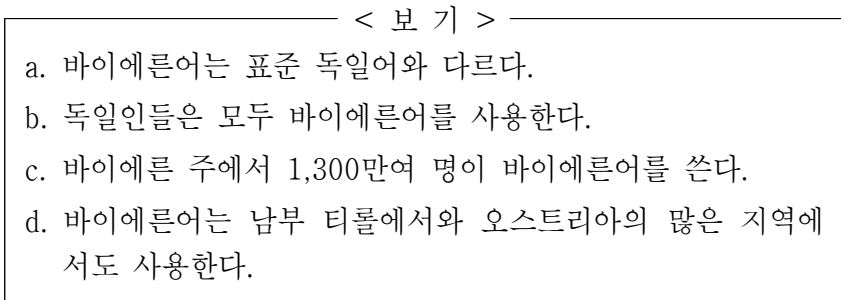 < 보 기 >
a. 바이에른어는 표준 독일어와 다르다.
b. 독일인들은 모두 바이에른어를 사용한다.
c. 바이에른 주에서 1,300만여 명이 바이에른어를 쓴다.
d. 바이에른어는 남부 티롤에서와 오스트리아의 많은 지역에
서도 사용한다.